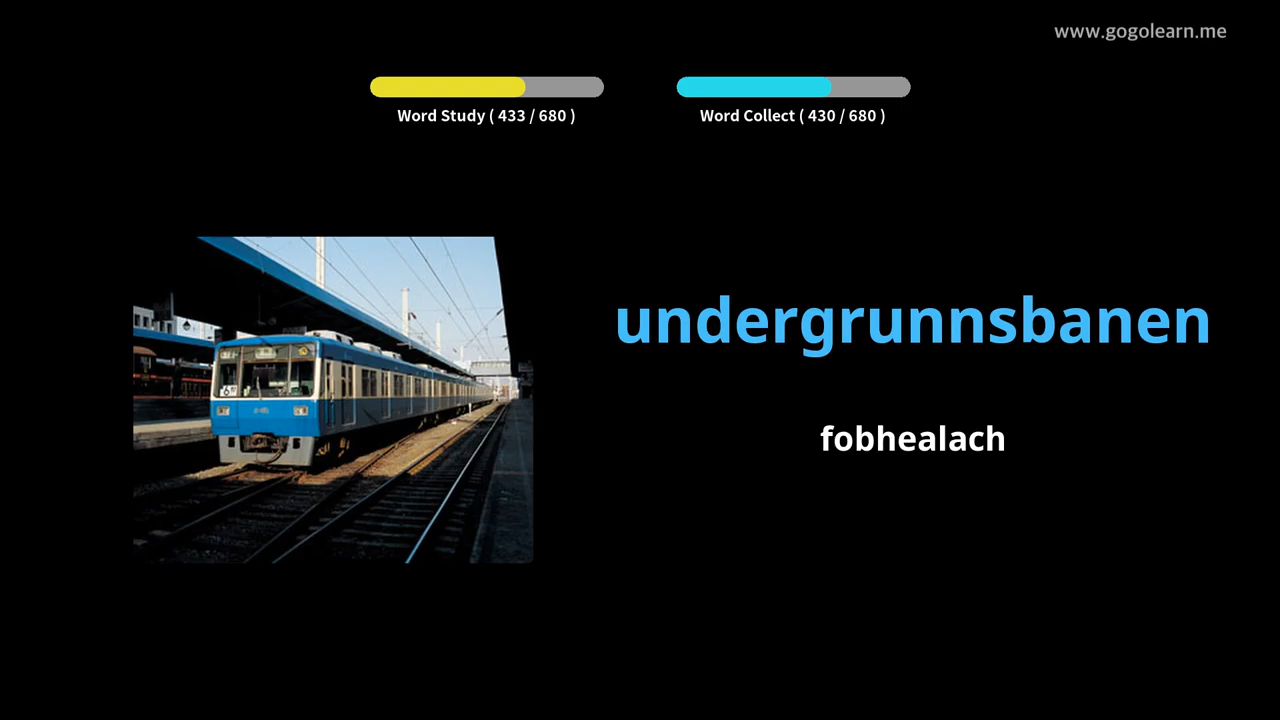 www.gogolearn.me
Word Study ( 433 / 680 )
Word Collect ( 430 / 680 )
undergrunnsbanen
fobhealach